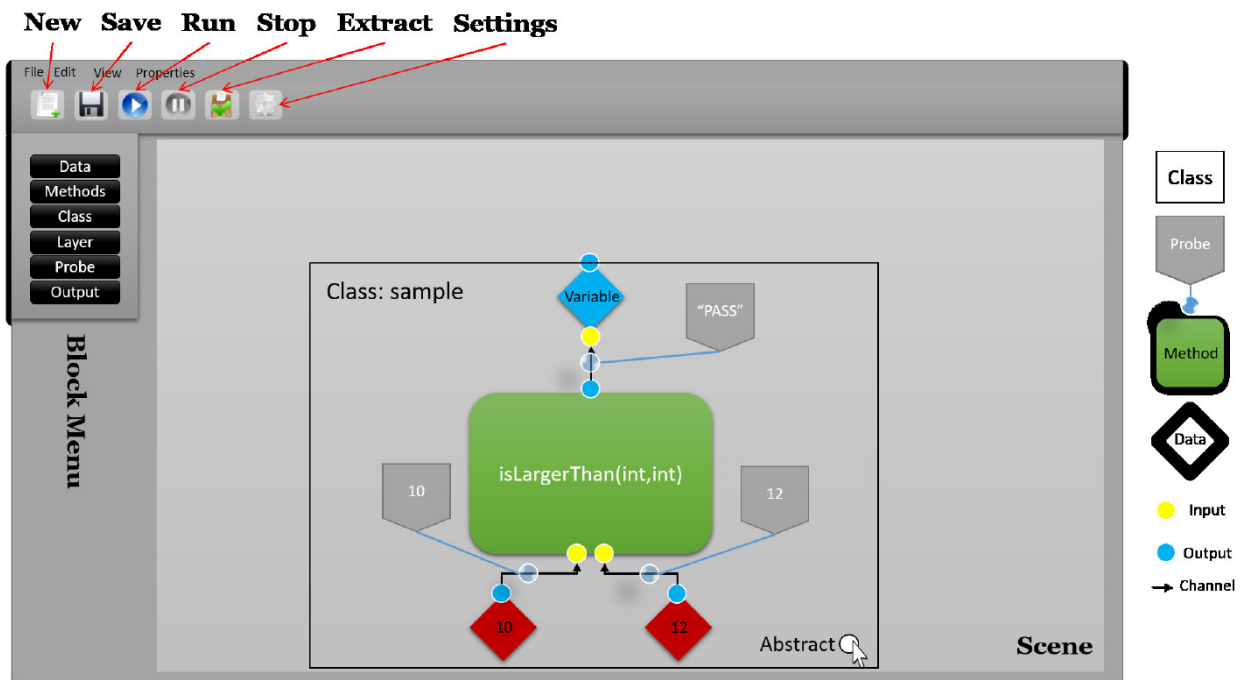 New Save Run Stop Extract Settings
File Edit View Properties
Data
Methods
Class
Layer
Probe
Output
Block Menu
Class: sample
Variable
"PASS"
isLargerThan(int,int)
10
12
10
12
Abstract
Scene
Class
Probe
Method
Data
Input
Output
Channel